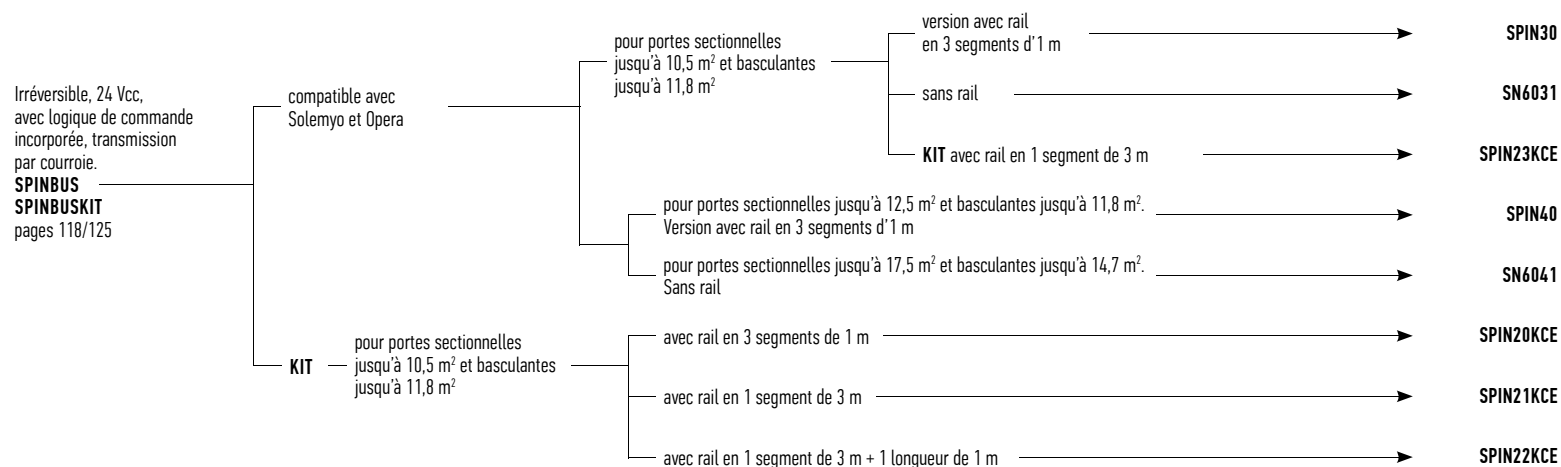 Irréversible, 24 Vcc,
avec logique de commande
incorporée, transmission
par courroie.
SPINBUS
SPINBUSKIT
pages 118/125
compatible avec
Solemyo et Opera
pour portes sectionnelles
jusqu'à 10,5 m² et basculantes
jusqu'à 11,8 m²
version avec rail
en 3 segments d'1 m
SPIN30
sans rail
SN6031
KIT avec rail en 1 segment de 3 m
SPIN23KCE
pour portes sectionnelles jusqu'à 12,5 m² et basculantes jusqu'à 11,8 m².
Version avec rail en 3 segments d'1 m
SPIN40
pour portes sectionnelles jusqu'à 17,5 m² et basculantes jusqu'à 14,7 m².
Sans rail
SN6041
KIT
pour portes sectionnelles
jusqu'à 10,5 m² et basculantes
jusqu'à 11,8 m²
avec rail en 3 segments de 1 m
SPIN20KCE
avec rail en 1 segment de 3 m
SPIN21KCE
avec rail en 1 segment de 3 m + 1 longueur de 1 m
SPIN22KCE